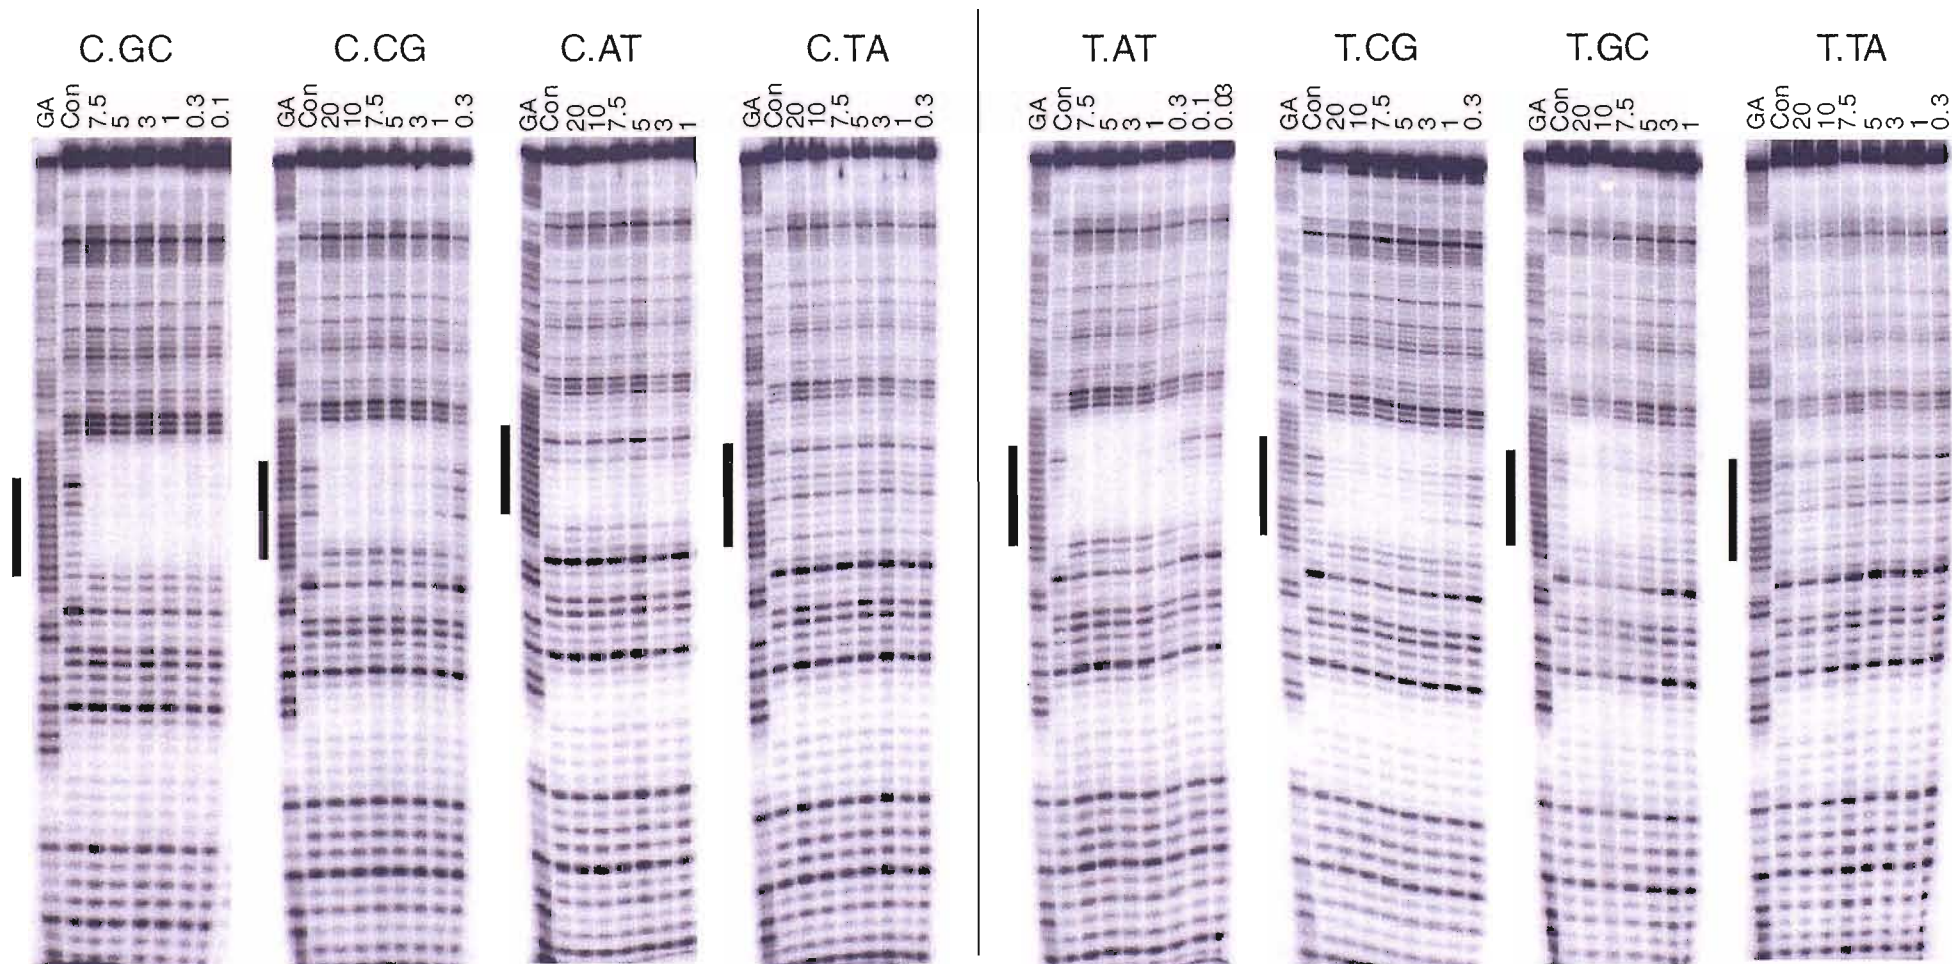 C.GC C.CG C.AT C.TA T.AT T.CG T.GC T.TA
GA Con 7.5 5 3 1 0.3 0.1
GA Con 20 10 7.5 5 3 1 0.3
GA Con 20 10 7.5 5 3 1
GA Con 20 10 7.5 5 3 1 0.3
GA Con 7.5 5 3 1 0.3 0.1 0.03
GA Con 20 10 7.5 5 3 1 0.3
GA Con 20 10 7.5 5 3 1
GA Con 20 10 7.5 5 3 1 0.3